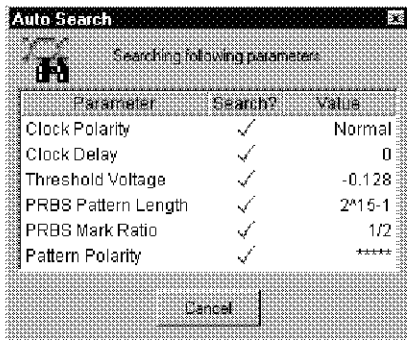 Auto Search
Searching following parameters
Parameter Search? Value
Clock Polarity ✓ Normal
Clock Delay ✓ 0
Threshold Voltage ✓ -0.128
PRBS Pattern Length ✓ 2^15-1
PRBS Mark Ratio ✓ 1/2
Pattern Polarity ✓ *****
Cancel